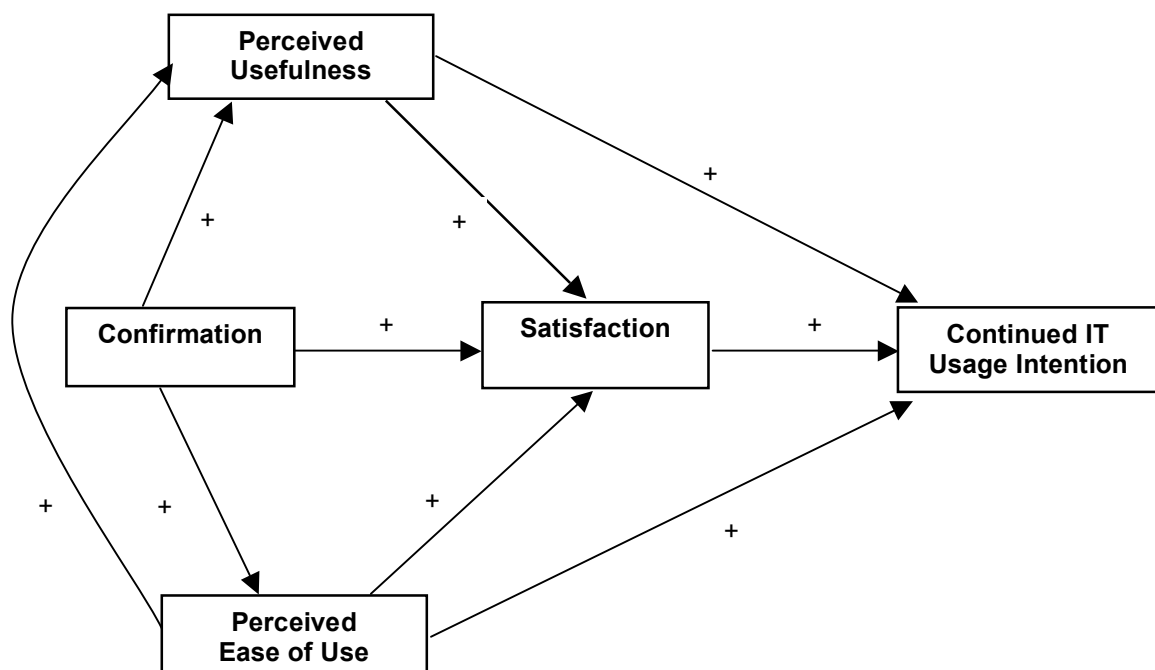 Perceived
Usefulness
+
+
+
Confirmation
+
Satisfaction
+
Continued IT
Usage Intention
+
+
+
+
Perceived
Ease of Use